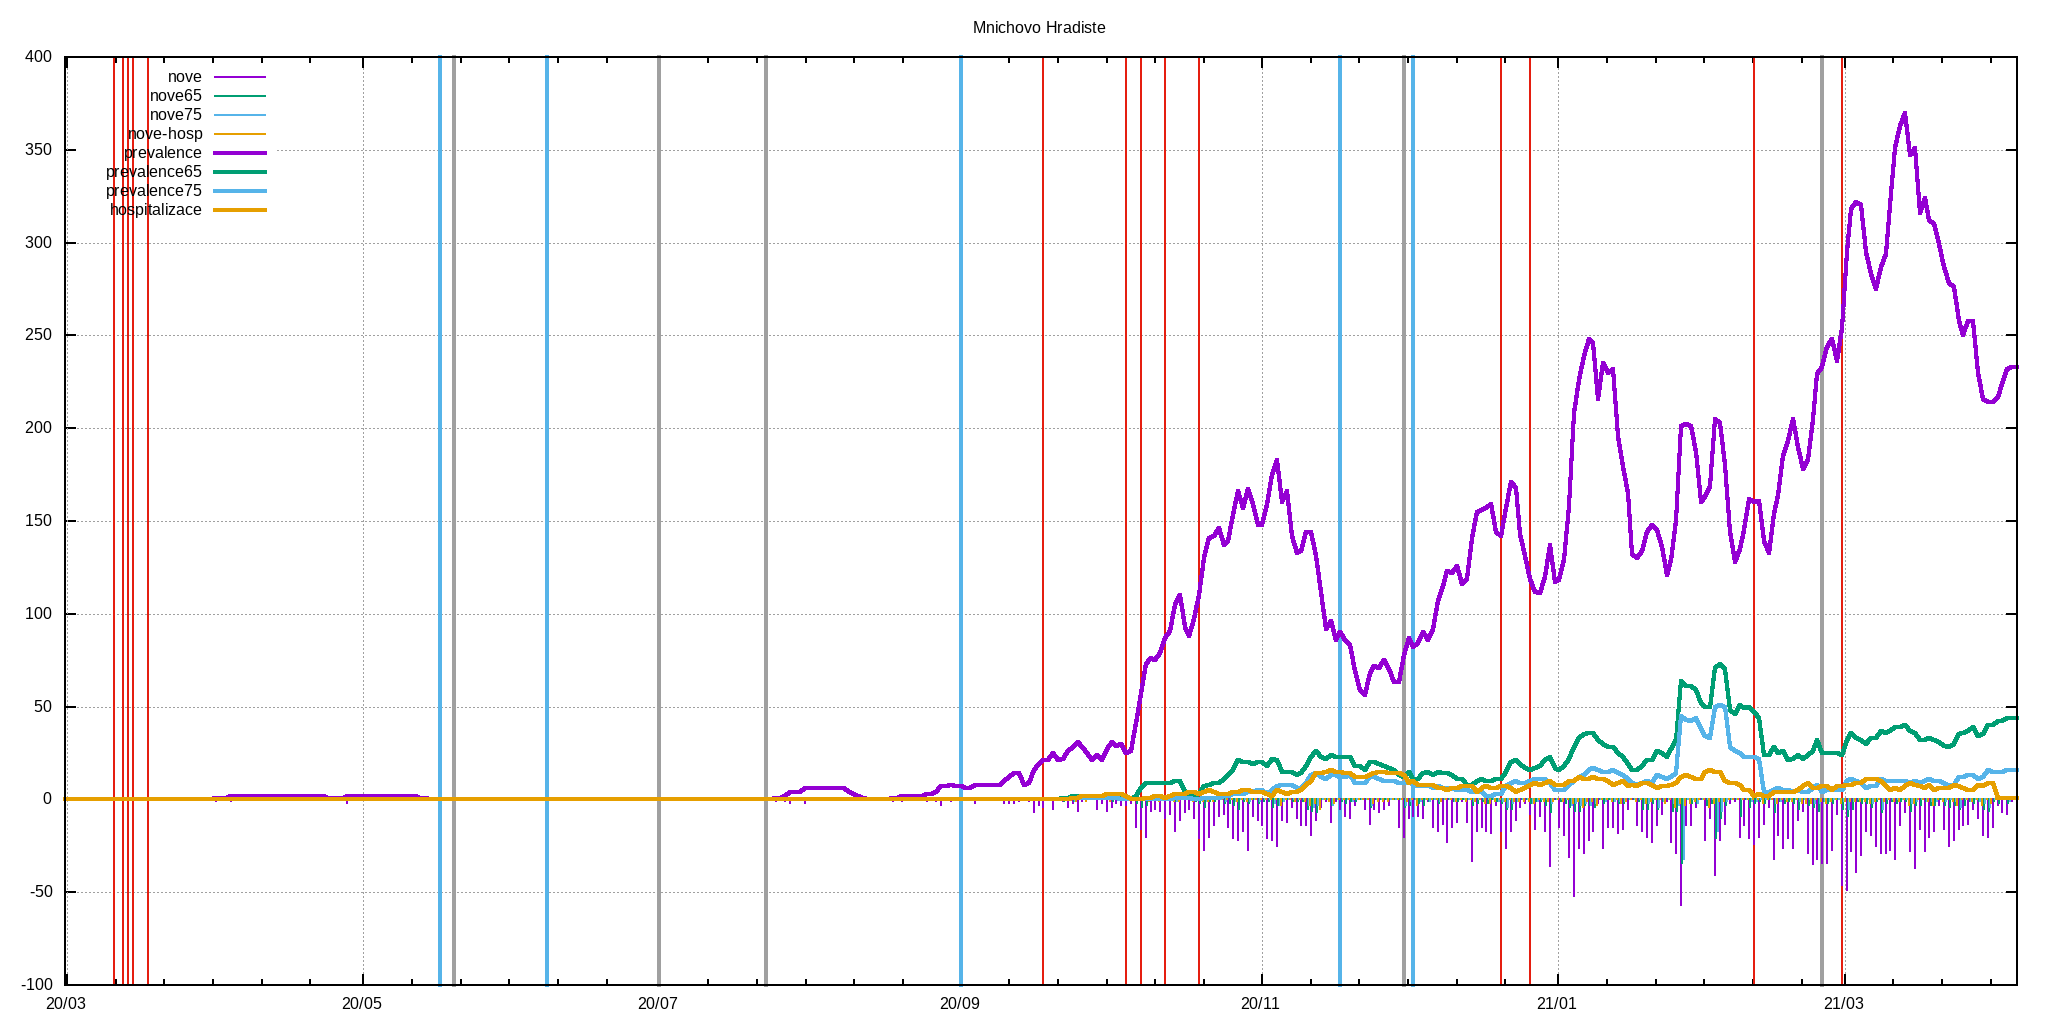 Mnichovo Hradiste
400
350
300
250
200
150
100
50
0
-50
-100
nove
nove65
nove75
nove-hosp
prevalence
prevalence65
prevalence75
hospitalizace
20/03 20/05 20/07 20/09 20/11 21/01 21/03